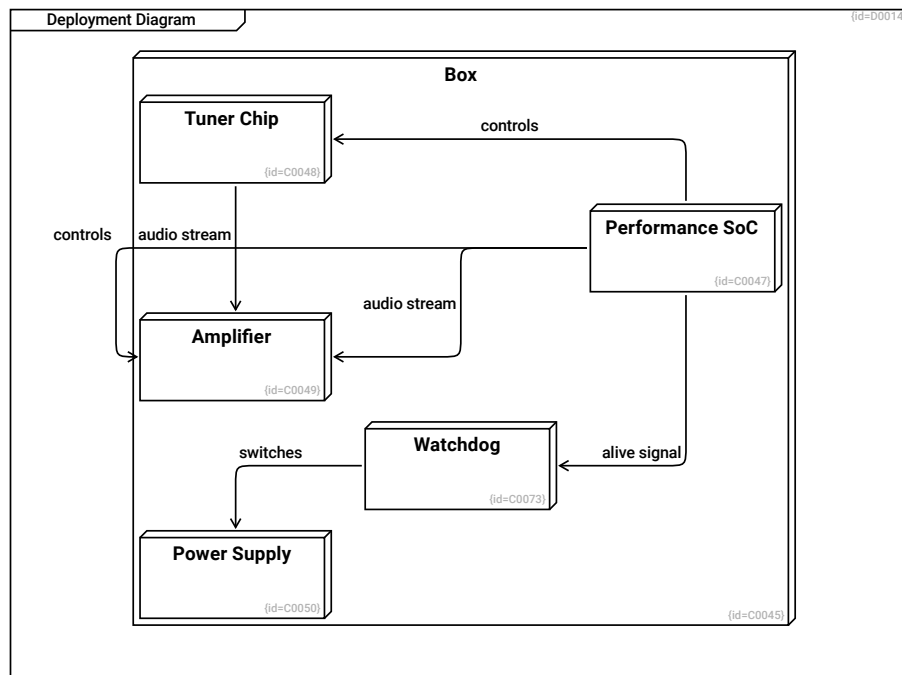 Deployment Diagram
{id=D0014
Box
Tuner Chip
{id=C0048}
controls
Performance SoC
{id=C0047}
controls
audio stream
audio stream
Amplifier
{id=C0049}
Watchdog
{id=C0073}
switches
alive signal
Power Supply
{id=C0050}
{id=C0045}